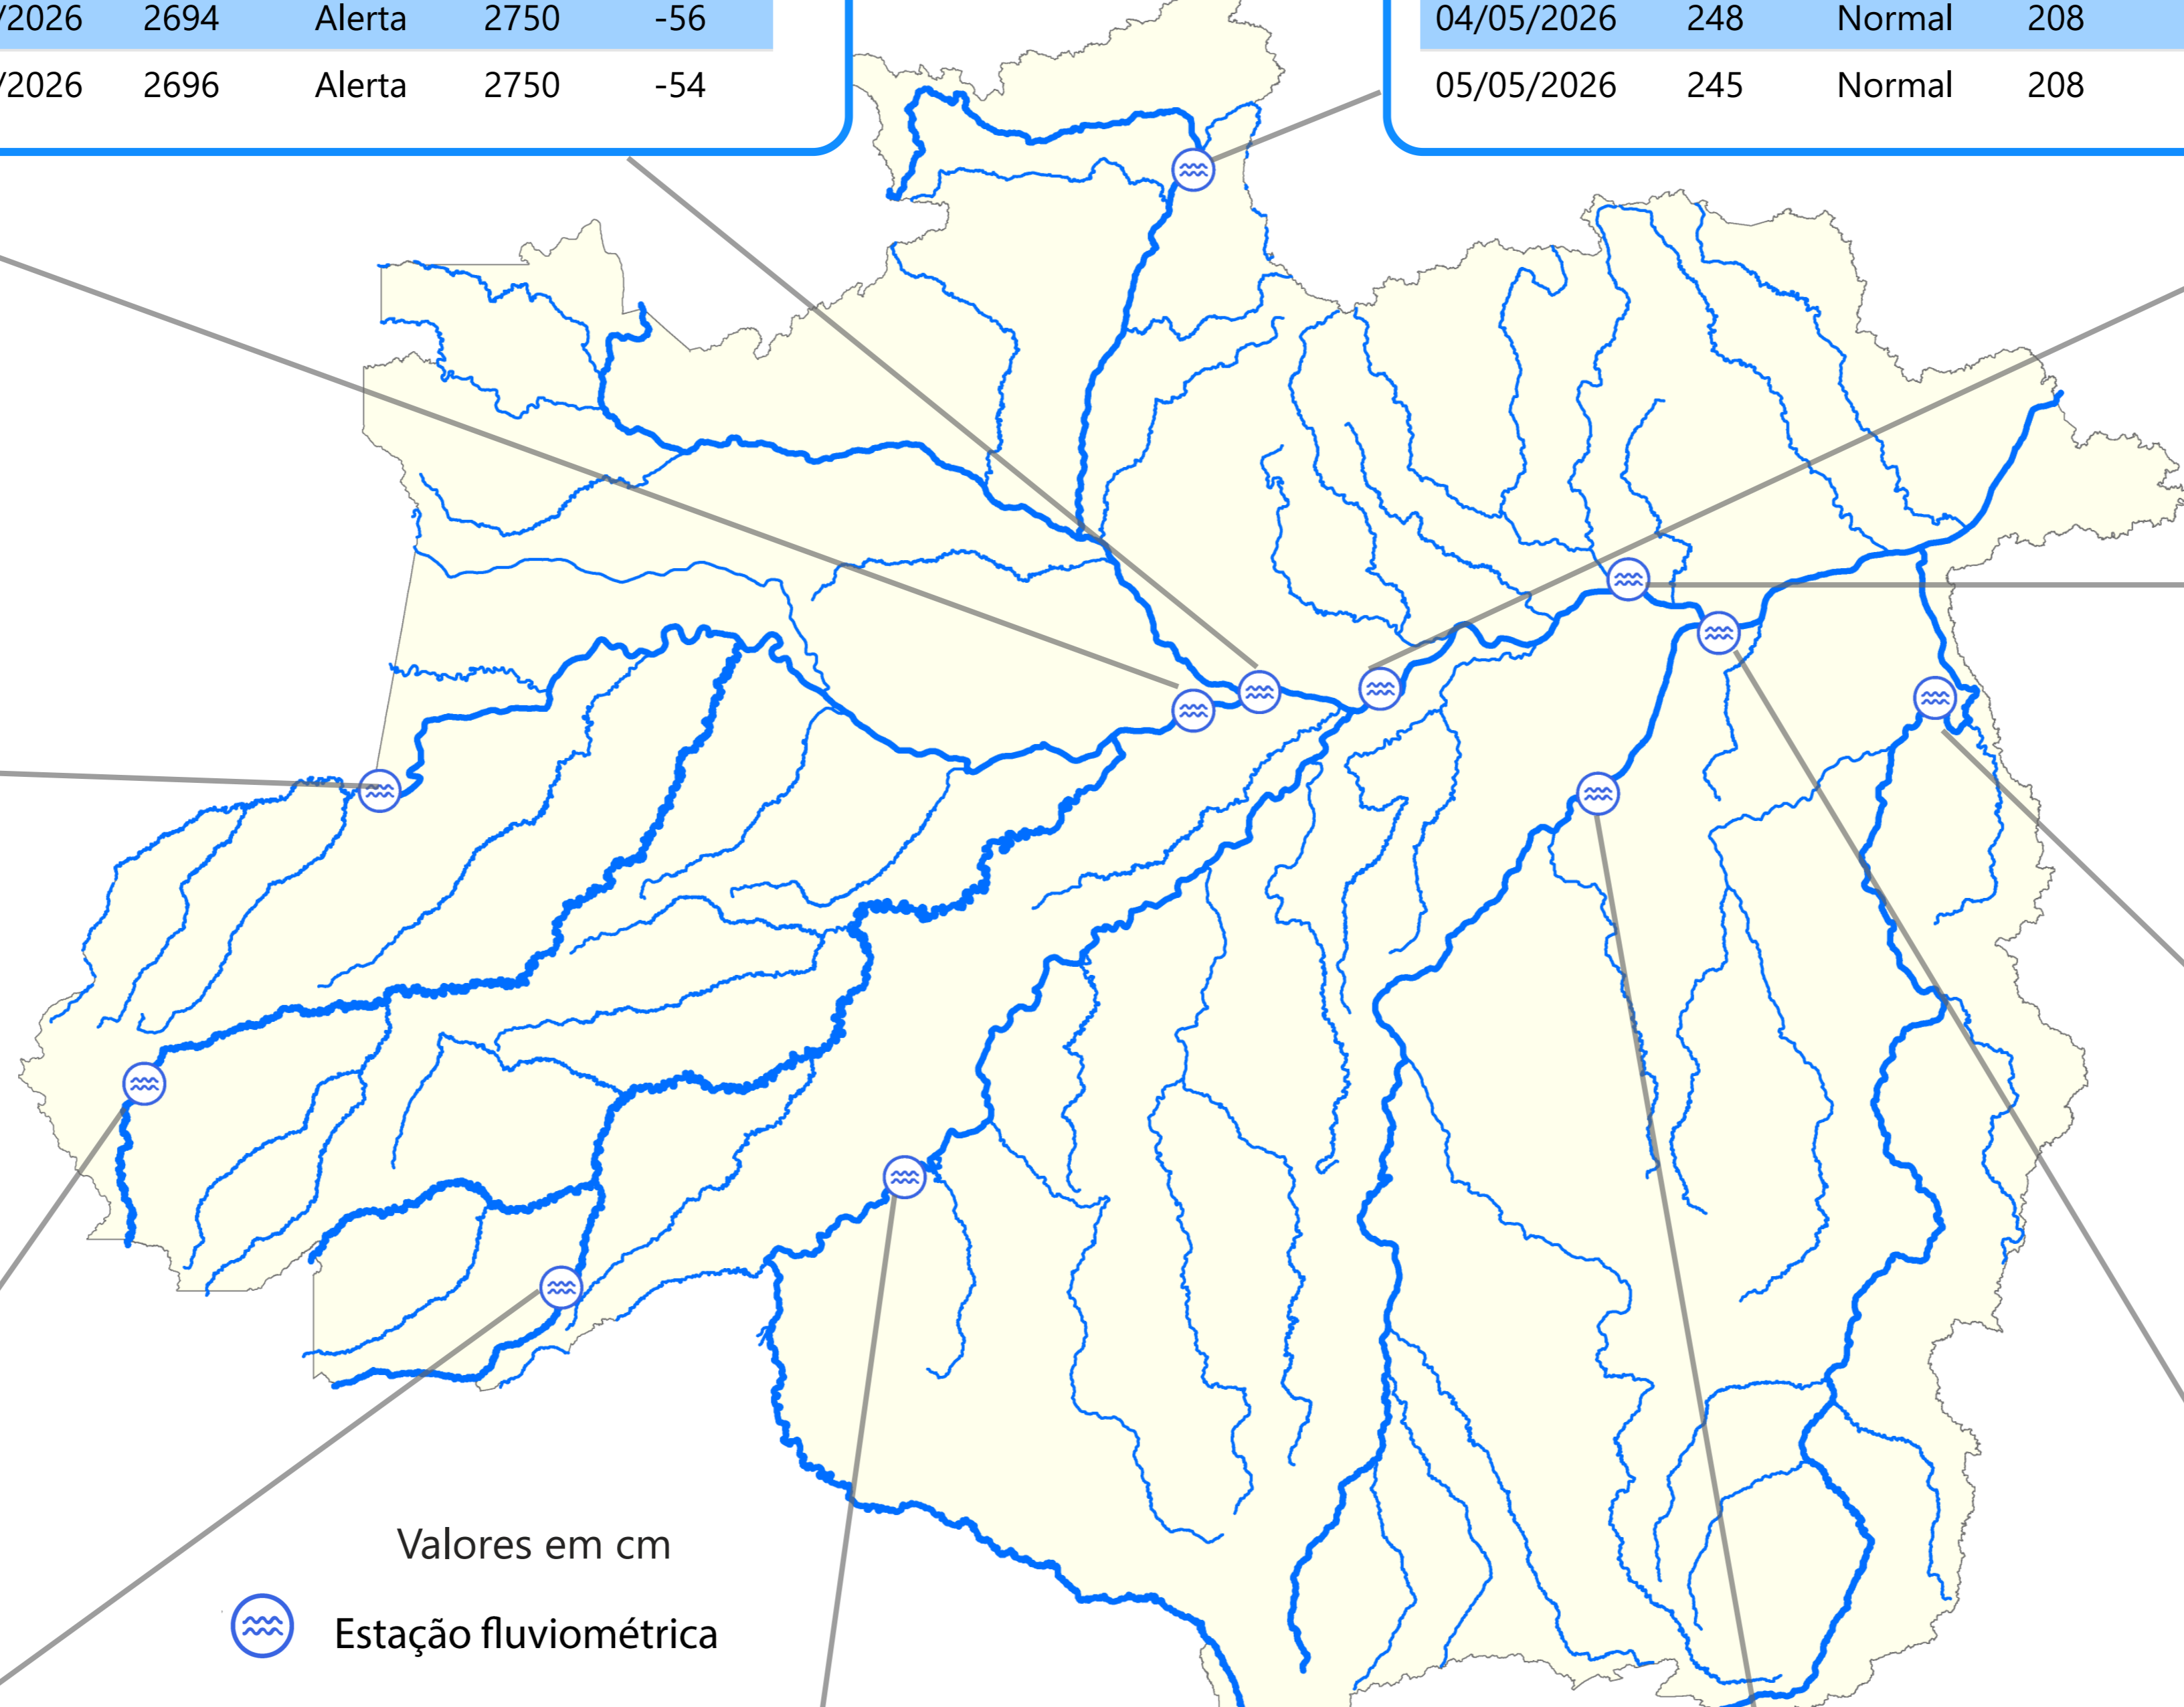 /2026 2694 Alerta 2750 -56
/2026 2696 Alerta 2750 -54
04/05/2026 248 Normal 208
05/05/2026 245 Normal 208
Valores em cm
Estação fluviométrica